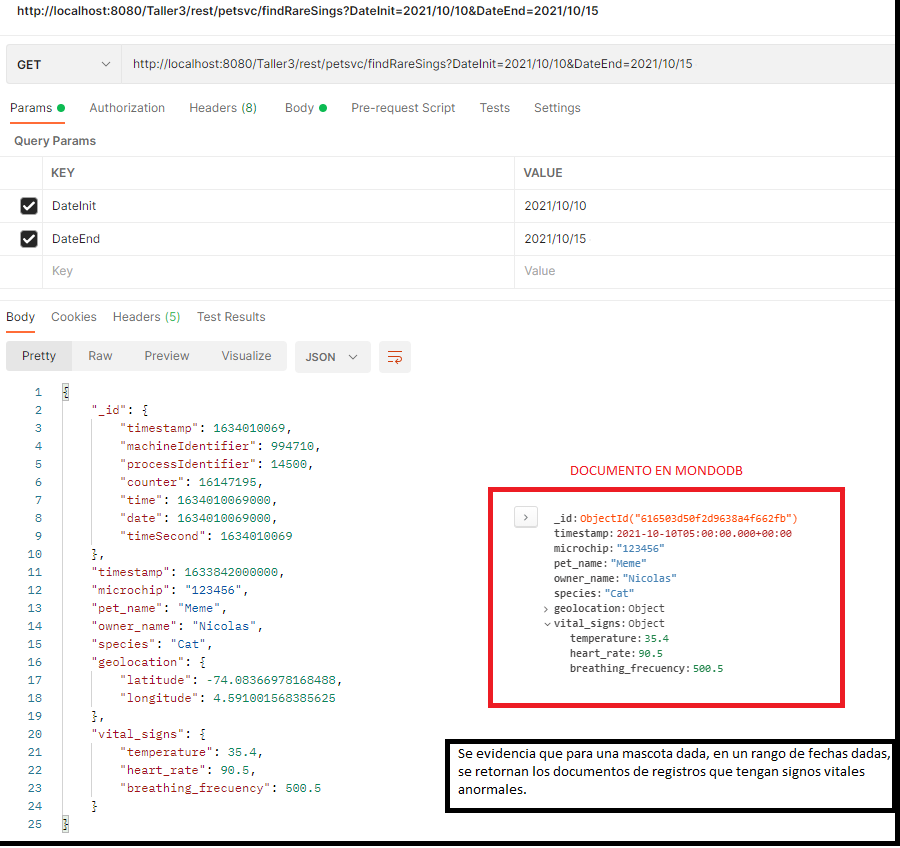 http://localhost:8080/Taller3/rest/petsvc/findRareSings?DateInit=2021/10/10&DateEnd=2021/10/15
GET http://localhost:8080/Taller3/rest/petsvc/findRareSings?DateInit=2021/10/10&DateEnd=2021/10/15
Params Authorization Headers (8) Body Pre-request Script Tests Settings
Query Params
KEY VALUE
DateInit 2021/10/10
DateEnd 2021/10/15
Key Value
Body Cookies Headers (5) Test Results
Pretty Raw Preview Visualize JSON
1 {
2 "_id": {
3 "timestamp": 1634010069,
4 "machineIdentifier": 994710,
5 "processIdentifier": 14500,
6 "counter": 16147195,
7 "time": 1634010069000,
8 "date": 1634010069000,
9 "timeSecond": 1634010069
10 },
11 "timestamp": 1633842000000,
12 "microchip": "123456",
13 "pet_name": "Meme",
14 "owner_name": "Nicolas",
15 "species": "Cat",
16 "geolocation": {
17 "latitude": -74.08366978168488,
18 "longitude": 4.591001568385625
19 },
20 "vital_signs": {
21 "temperature": 35.4,
22 "heart_rate": 90.5,
23 "breathing_frecuency": 500.5
24 }
25 }
DOCUMENTO EN MONDODB
_id: ObjectId("616503d50f2d9638a4f662fb")
timestamp: 2021-10-10T05:00:00.000+00:00
microchip: "123456"
pet_name: "Meme"
owner_name: "Nicolas"
species: "Cat"
geolocation: Object
vital_signs: Object
temperature: 35.4
heart_rate: 90.5
breathing_frecuency: 500.5
Se evidencia que para una mascota dada, en un rango de fechas dadas,
se retornan los documentos de registros que tengan signos vitales
anormales.